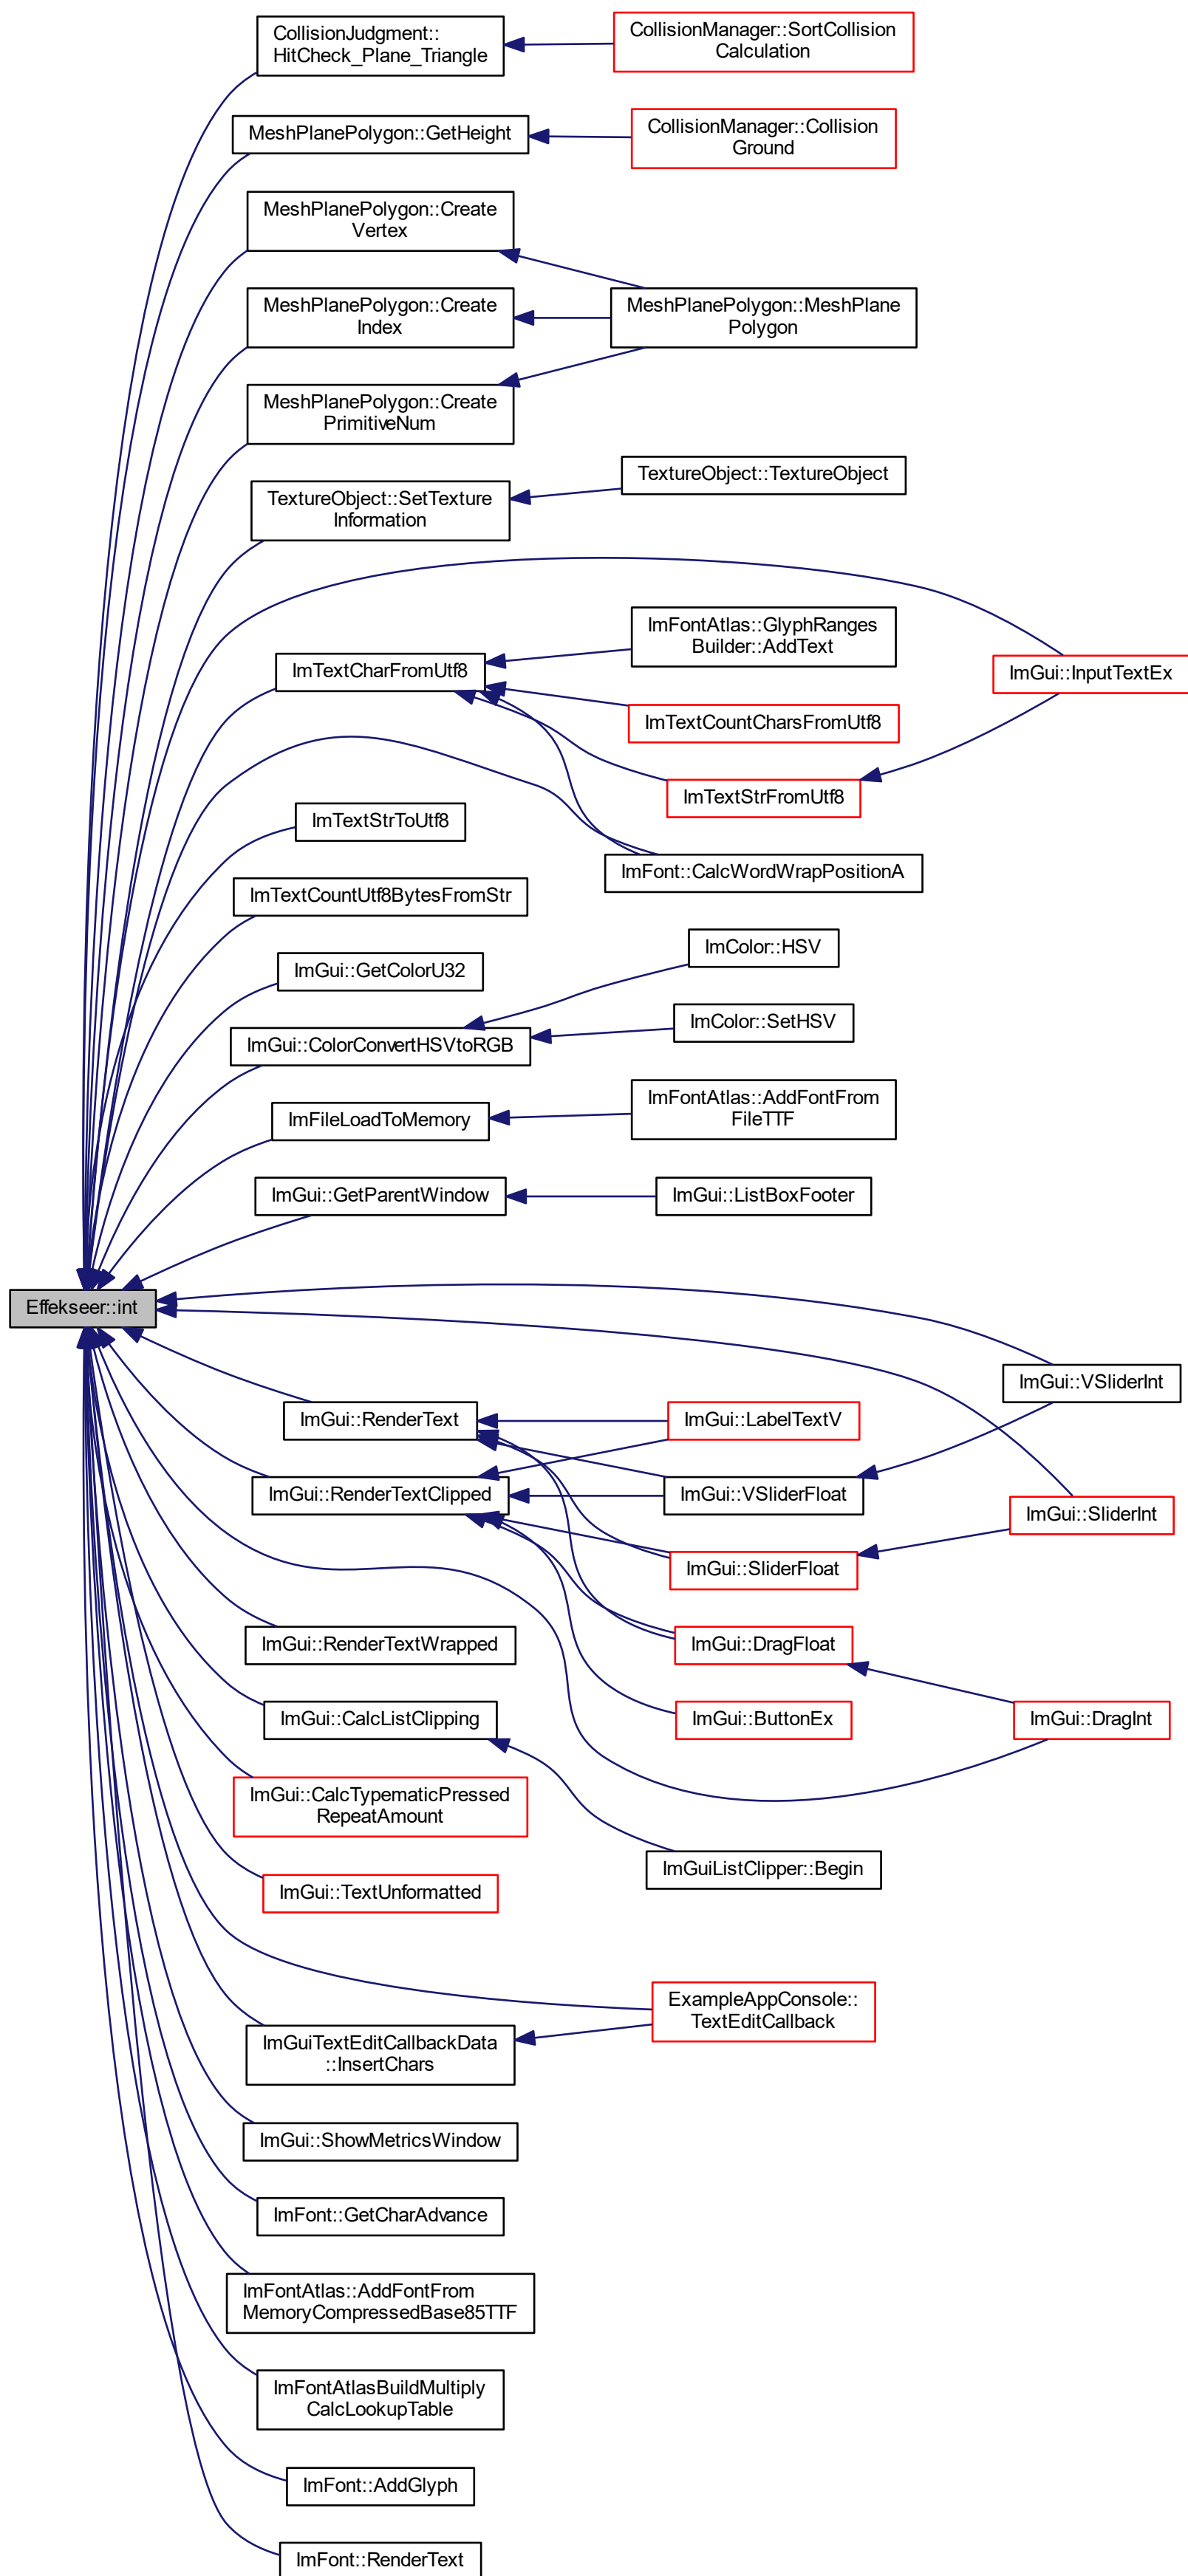 CollisionJudgment::
HitCheck_Plane_Triangle
CollisionManager::SortCollision
Calculation
MeshPlanePolygon::GetHeight
CollisionManager::Collision
Ground
MeshPlanePolygon::Create
Vertex
MeshPlanePolygon::Create
Index
MeshPlanePolygon::MeshPlane
Polygon
MeshPlanePolygon::Create
PrimitiveNum
TextureObject::SetTexture
Information
TextureObject::TextureObject
ImFontAtlas::GlyphRanges
Builder::AddText
ImTextCharFromUtf8
ImGui::InputTextEx
ImTextCountCharsFromUtf8
ImTextStrFromUtf8
ImTextStrToUtf8
ImFont::CalcWordWrapPositionA
ImTextCountUtf8BytesFromStr
ImColor::HSV
ImGui::GetColorU32
ImColor::SetHSV
ImGui::ColorConvertHSVtoRGB
ImFileLoadToMemory
ImFontAtlas::AddFontFrom
FileTTF
ImGui::GetParentWindow
ImGui::ListBoxFooter
Effekseer::int
ImGui::VSliderInt
ImGui::RenderText
ImGui::LabelTextV
ImGui::RenderTextClipped
ImGui::VSliderFloat
ImGui::SliderInt
ImGui::SliderFloat
ImGui::RenderTextWrapped
ImGui::DragFloat
ImGui::CalcListClipping
ImGui::ButtonEx
ImGui::DragInt
ImGui::CalcTypematicPressed
RepeatAmount
ImGuiListClipper::Begin
ImGui::TextUnformatted
ExampleAppConsole::
TextEditCallback
ImGuiTextEditCallbackData
::InsertChars
ImGui::ShowMetricsWindow
ImFont::GetCharAdvance
ImFontAtlas::AddFontFrom
MemoryCompressedBase85TTF
ImFontAtlasBuildMultiply
CalcLookupTable
ImFont::AddGlyph
ImFont::RenderText